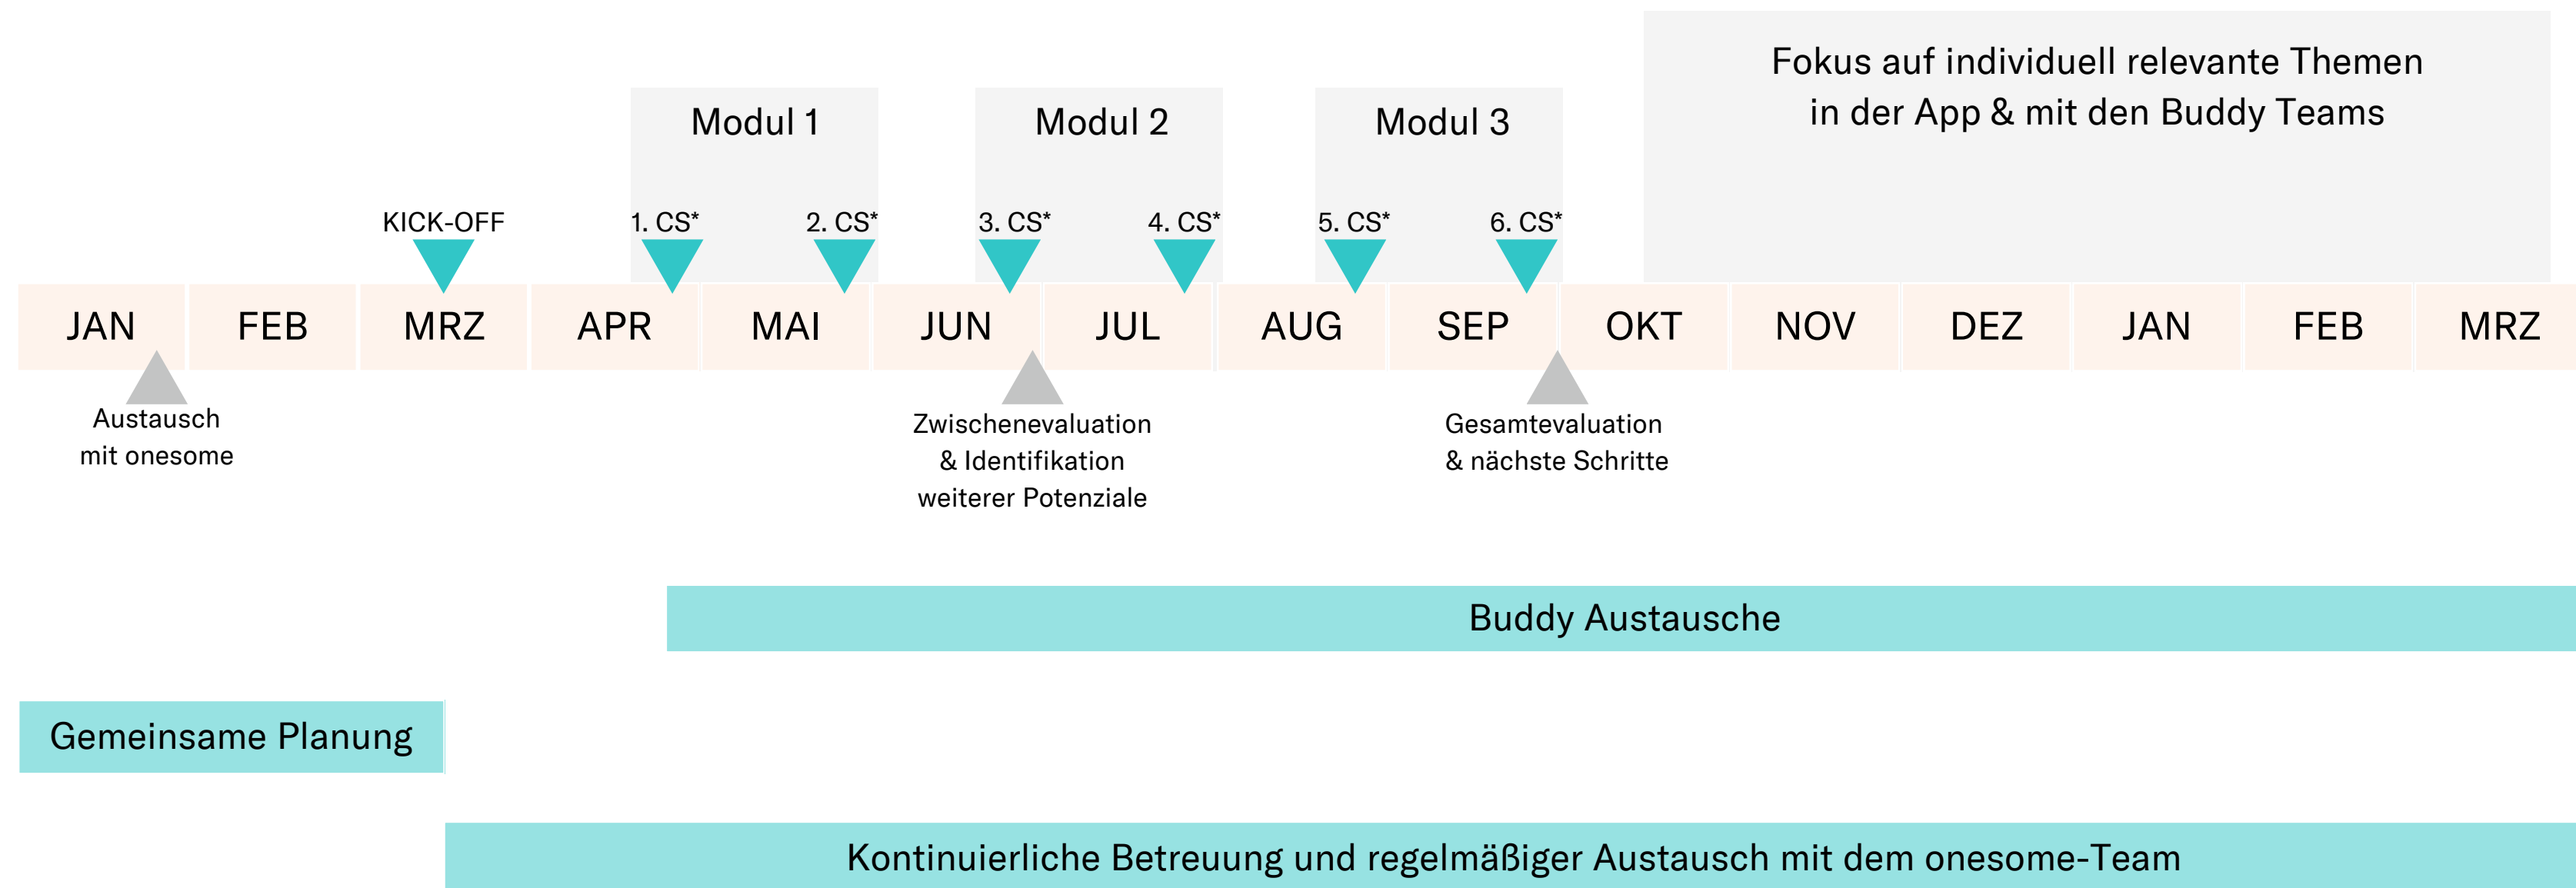 Fokus auf individuell relevante Themen
in der App & mit den Buddy Teams
Modul 1
Modul 2
Modul 3
KICK-OFF
1. CS*
2. CS*
3. CS*
4. CS*
5. CS*
6. CS*
JAN
FEB
MRZ
APR
MAI
JUN
JUL
AUG
SEP
OKT
NOV
DEZ
JAN
FEB
MRZ
Austausch
mit onesome
Zwischenevaluation
& Identifikation
weiterer Potenziale
Gesamtevaluation
& nächste Schritte
Buddy Austausche
Gemeinsame Planung
Kontinuierliche Betreuung und regelmäßiger Austausch mit dem onesome-Team